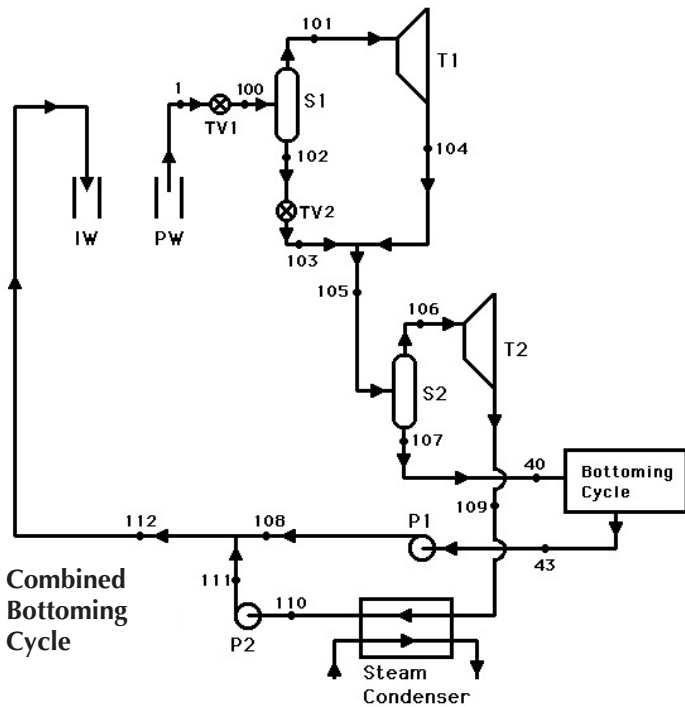 101
T1
1
100
S1
TV1
102
104
TV2
IW
PW
103
105
106
T2
S2
107
40
Bottoming
Cycle
109
112
108
P1
43
111
110
P2
Combined
Bottoming
Cycle
Steam
Condenser